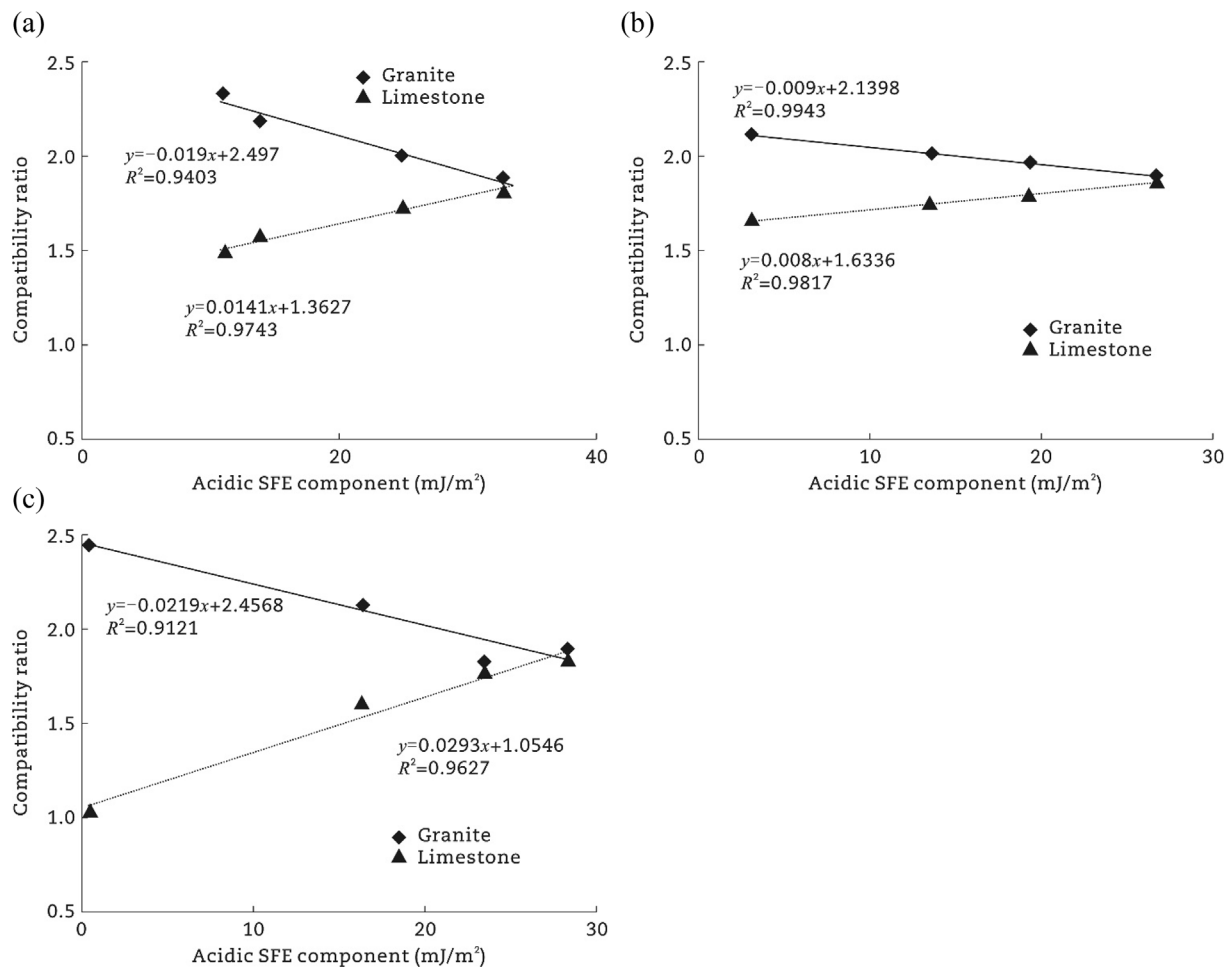 (a)
2.5
2.0
1.5
1.0
0.5
Compatibility ratio
Granite
Limestone
y=−0.019x+2.497
R²=0.9403
y=0.0141x+1.3627
R²=0.9743
0
20
40
Acidic SFE component (mJ/m²)
(b)
2.5
2.0
1.5
1.0
0.5
Compatibility ratio
y=−0.009x+2.1398
R²=0.9943
y=0.008x+1.6336
R²=0.9817
Granite
Limestone
0
10
20
30
Acidic SFE component (mJ/m²)
(c)
2.5
2.0
1.5
1.0
0.5
Compatibility ratio
y=−0.0219x+2.4568
R²=0.9121
y=0.0293x+1.0546
R²=0.9627
Granite
Limestone
0
10
20
30
Acidic SFE component (mJ/m²)